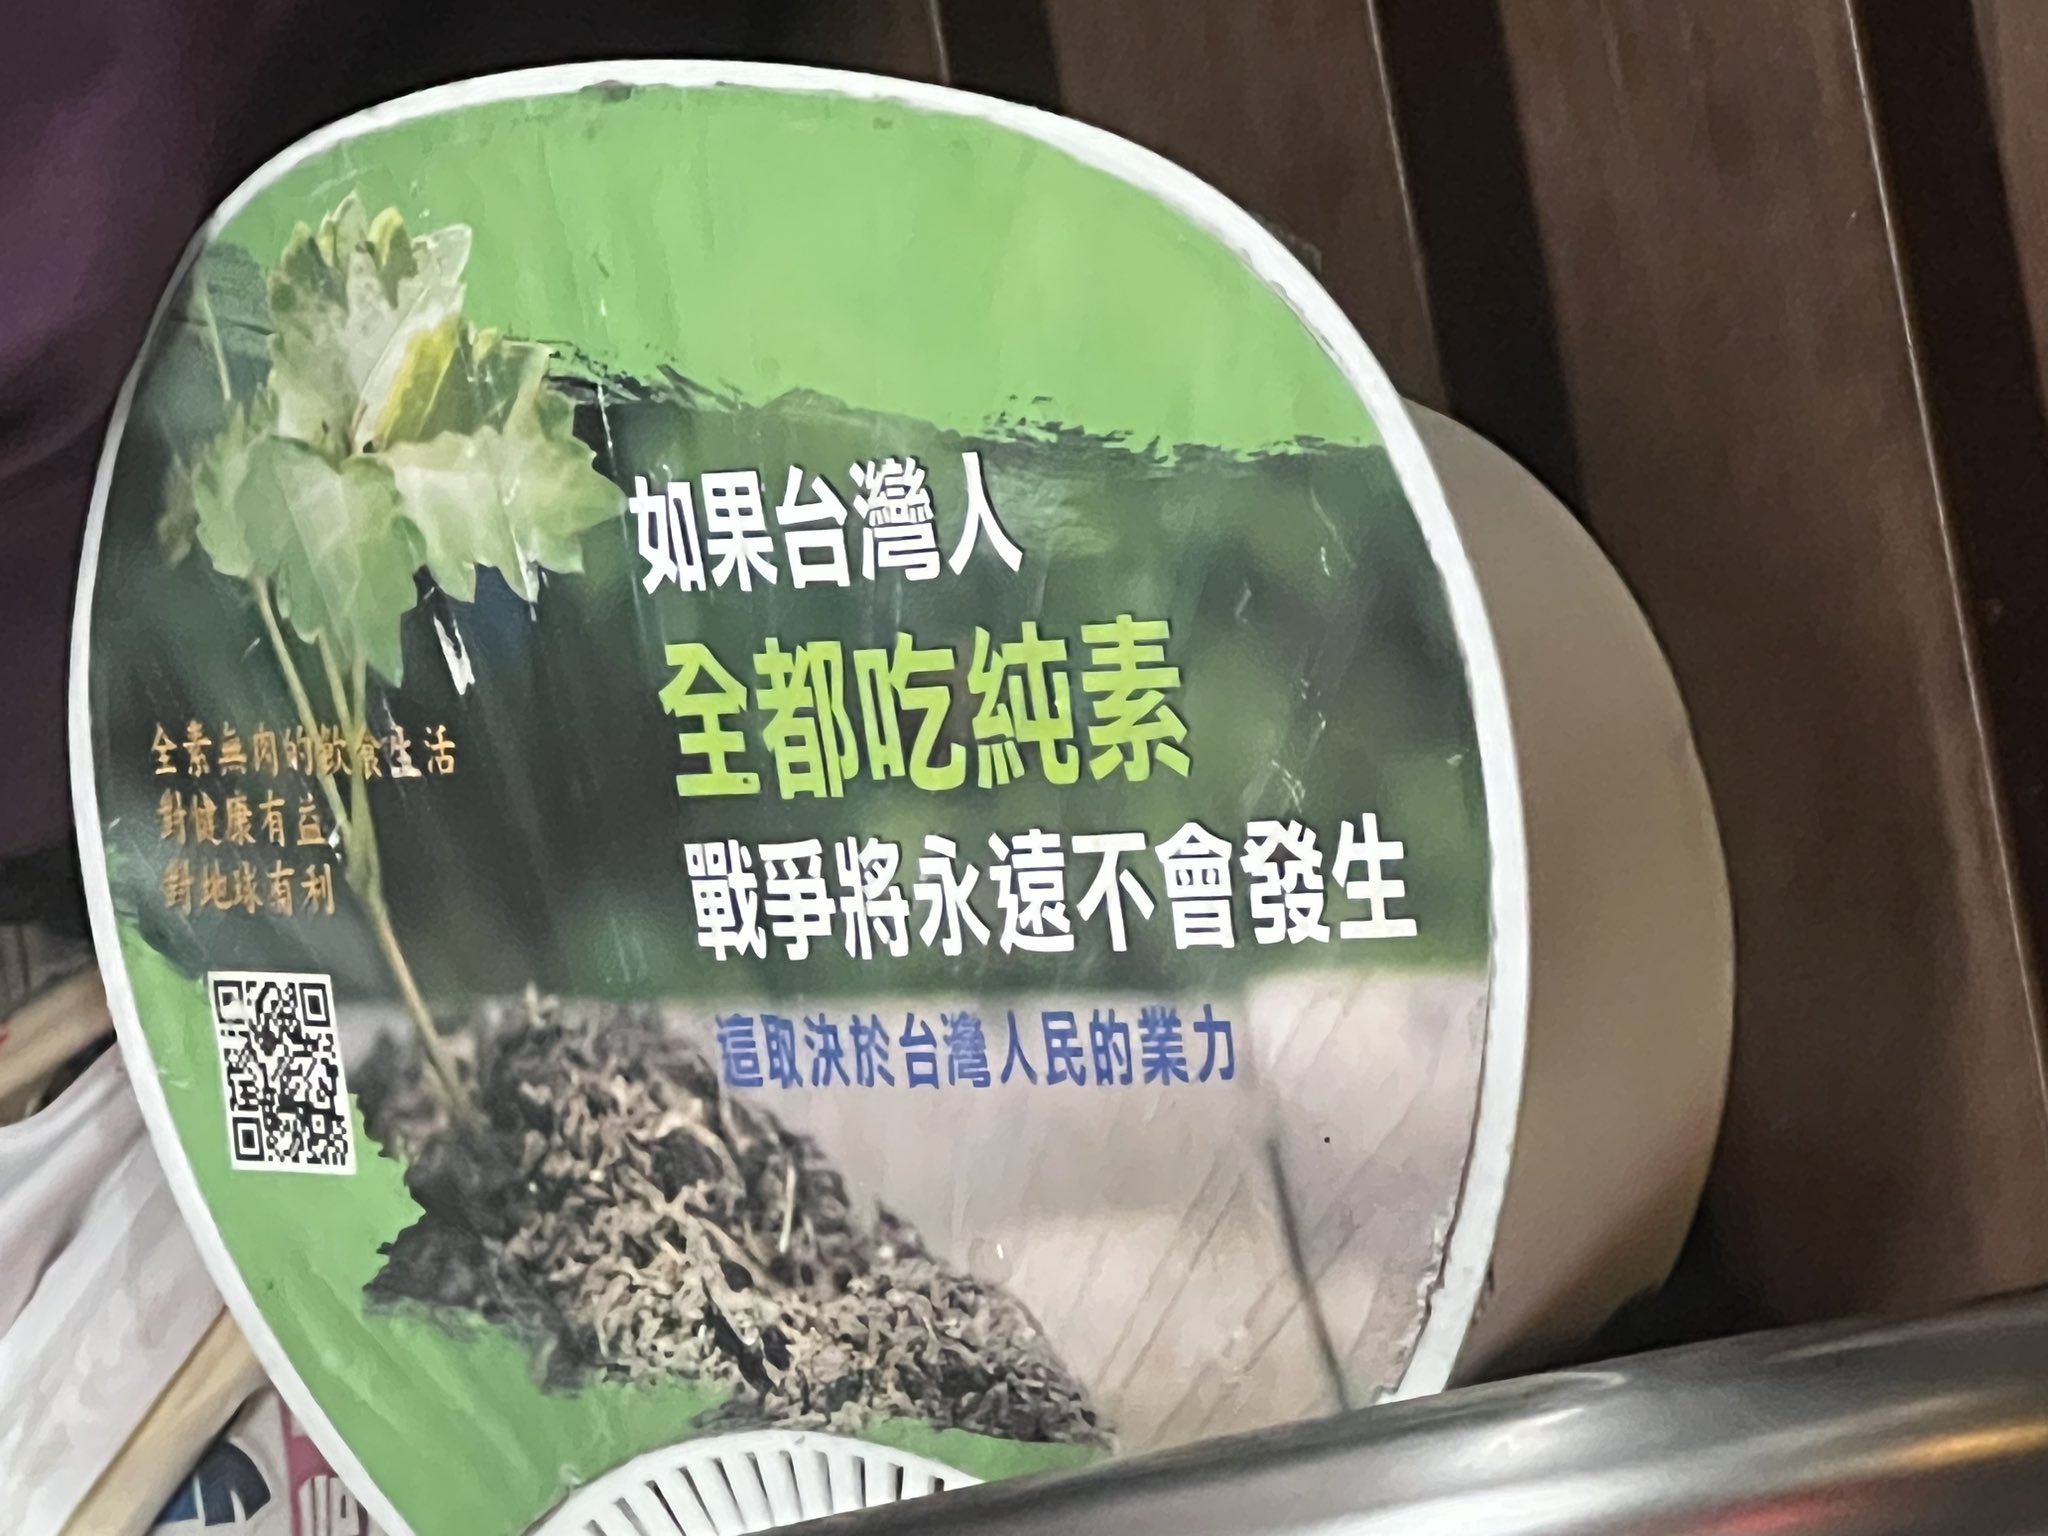 如果台灣人
全都吃純素
戰爭將永遠不會發生
這取決於台灣人民的業力
全素無肉的飲食生活
對健康有益
對地球有利